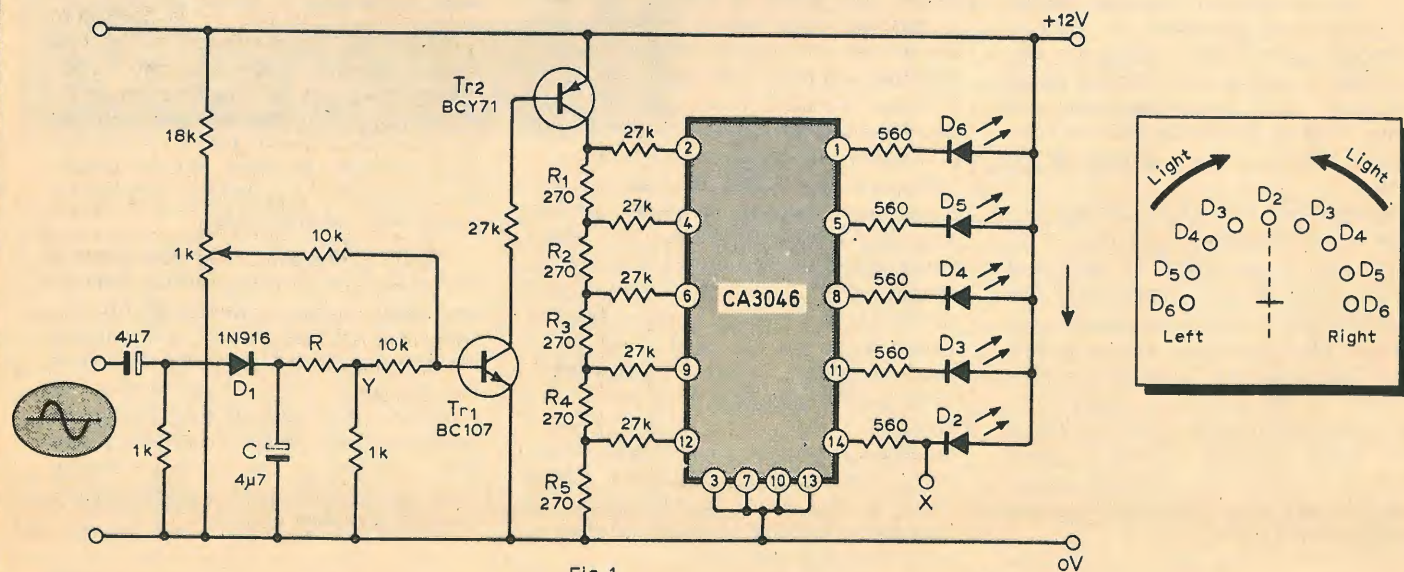 +12V
Tr2
BCY71
18k
27k
2
1
560
D6
R1
270
27k
4
5
560
D5
27k
1k
10k
R2
270
27k
6
CA3046
8
560
D4
R3
270
4µ7
1N916
D1
R
10k
Y
27k
9
11
560
D3
Tr1
BC107
R4
270
27k
12
14
560
D2
1k
C
4µ7
1k
R5
270
3
7
10
13
X
0V
Fig. 1
Light
Light
D2
D3
D3
D4
D4
D5
D5
D6
D6
Left
Right